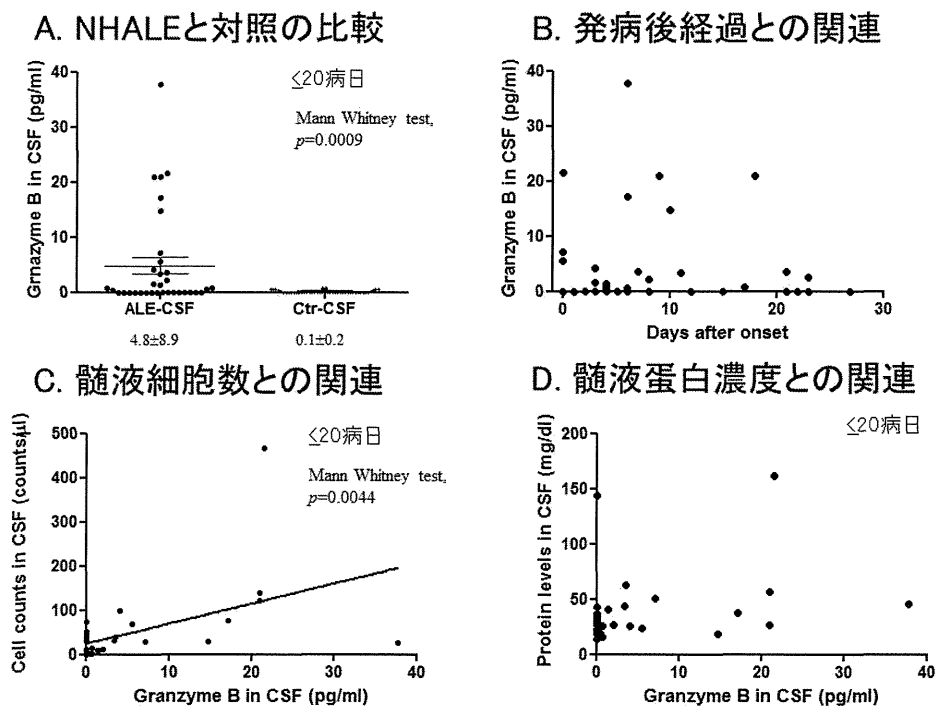 A. NHALEと対照の比較
Grnazyme B in CSF (pg/ml)
40
30
20
10
0
≤20病日
Mann Whitney test,
p=0.0009
ALE-CSF
Ctr-CSF
4.8±8.9
0.1±0.2
B. 発病後経過との関連
Granzyme B in CSF (pg/ml)
40
30
20
10
0
0
10
20
30
Days after onset
C. 髄液細胞数との関連
Cell counts in CSF (counts/μl)
500
400
300
200
100
0
≤20病日
Mann Whitney test,
p=0.0044
0
10
20
30
40
Granzyme B in CSF (pg/ml)
D. 髄液蛋白濃度との関連
Protein levels in CSF (mg/dl)
200
150
100
50
0
≤20病日
0
10
20
30
40
Granzyme B in CSF (pg/ml)